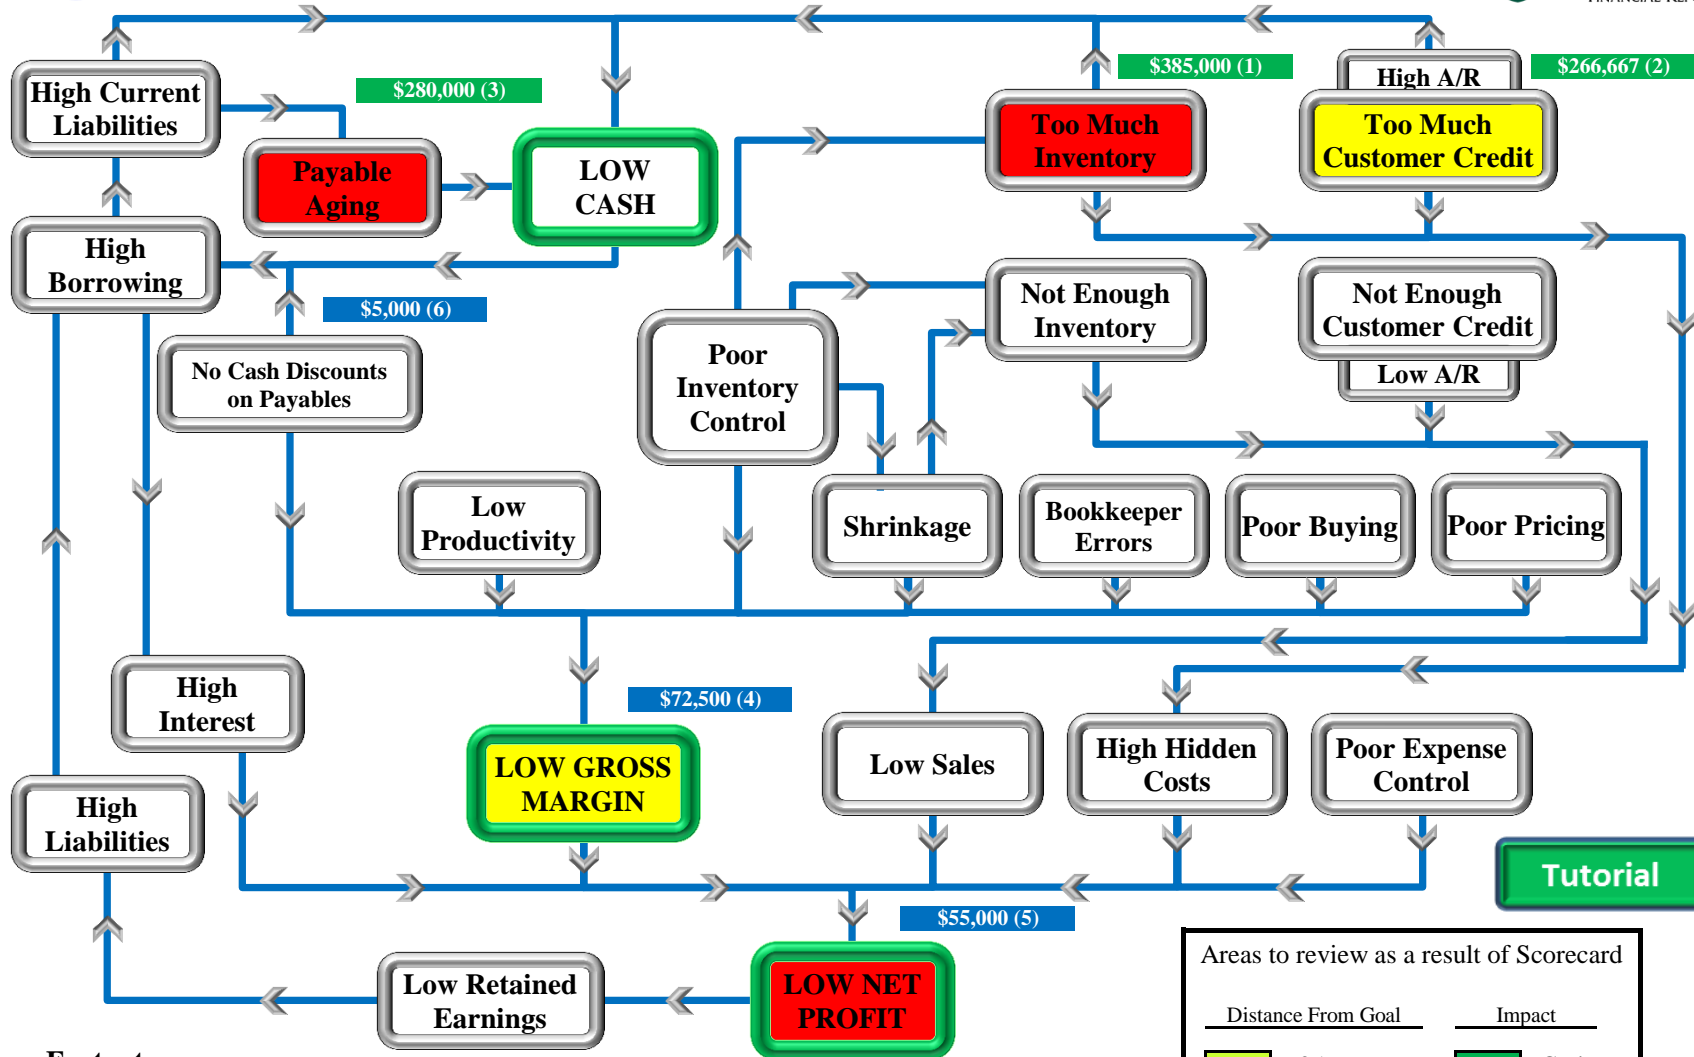 $385,000 (1)
High A/R
$266,667 (2)
High Current
Liabilities
$280,000 (3)
Too Much
Inventory
Too Much
Customer Credit
Payable
Aging
LOW
CASH
High
Borrowing
$5,000 (6)
Not Enough
Inventory
Not Enough
Customer Credit
Low A/R
No Cash Discounts
on Payables
Poor
Inventory
Control
Low
Productivity
Shrinkage
Bookkeeper
Errors
Poor Buying
Poor Pricing
High
Interest
$72,500 (4)
LOW GROSS
MARGIN
Low Sales
High Hidden
Costs
Poor Expense
Control
High
Liabilities
Tutorial
$55,000 (5)
Low Retained
Earnings
LOW NET
PROFIT
Areas to review as a result of Scorecard
Distance From Goal
Impact